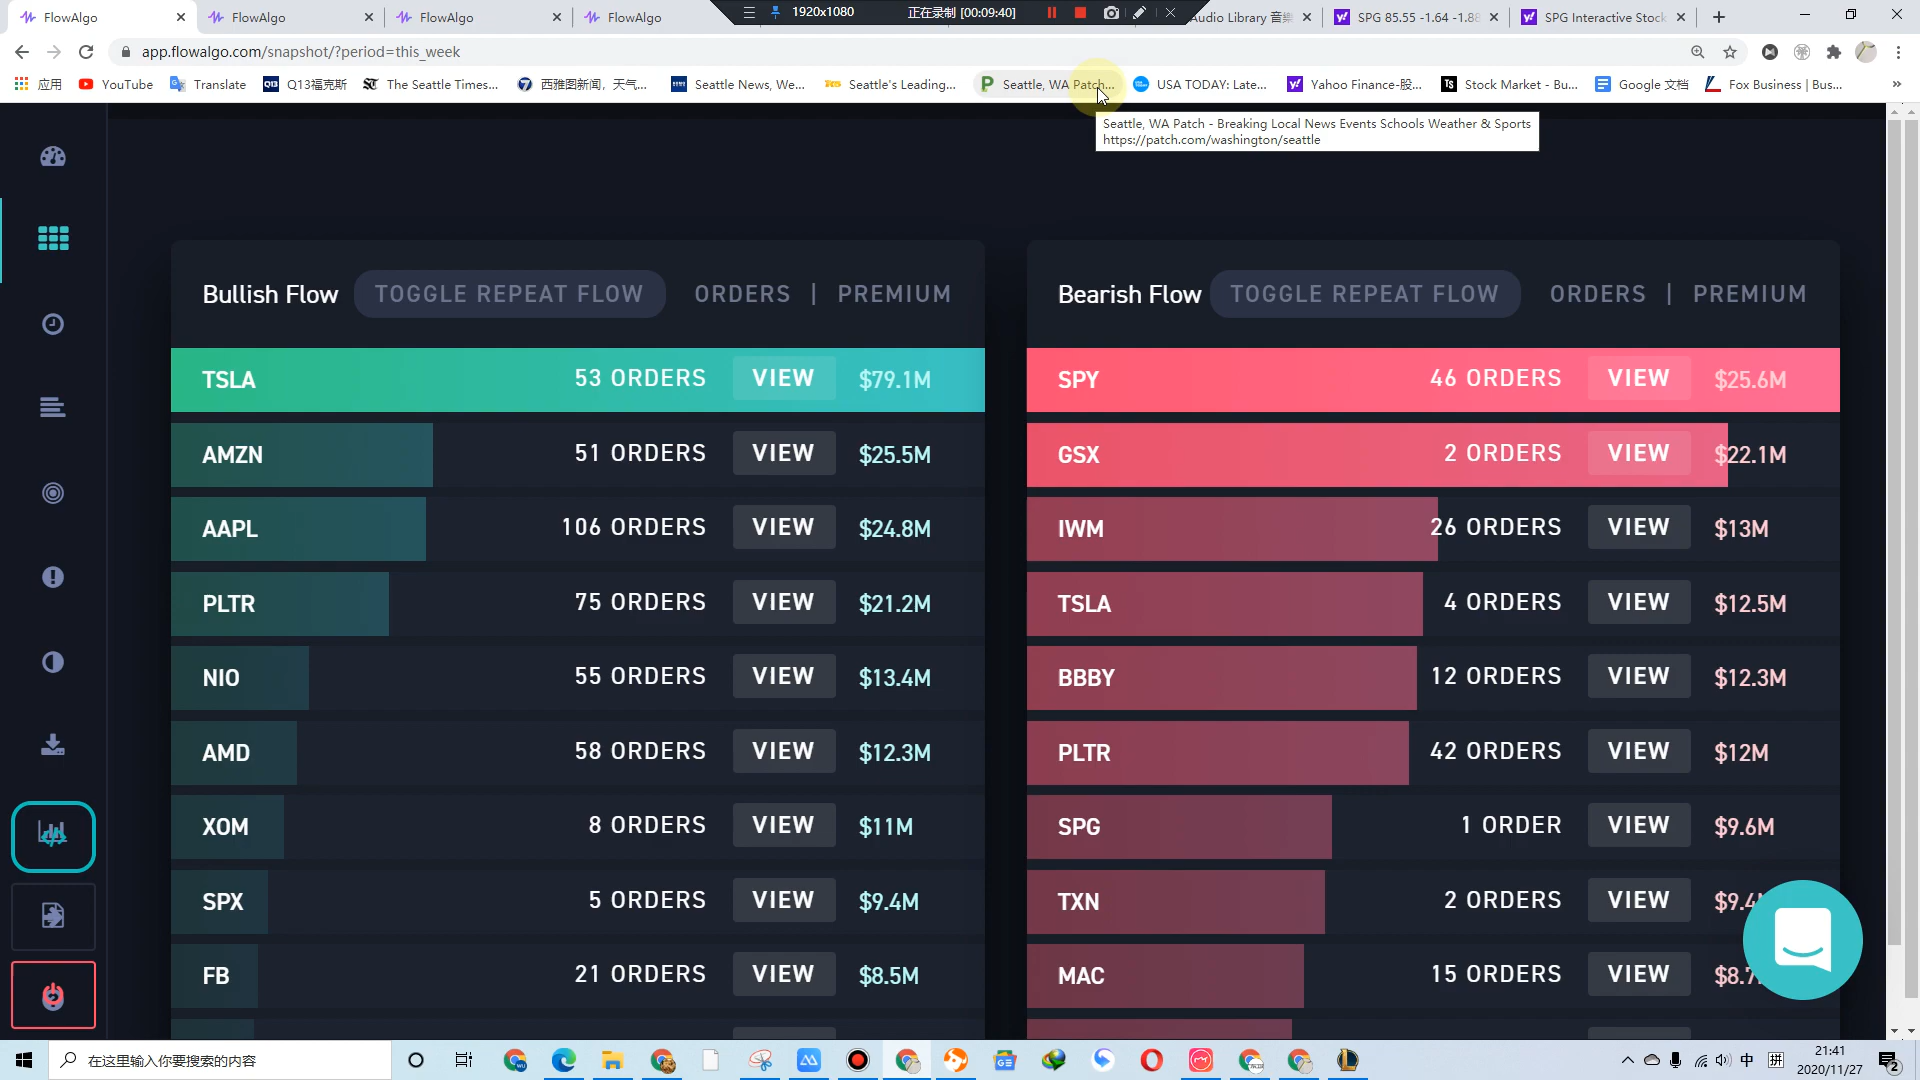 FlowAlgo
FlowAlgo
FlowAlgo
FlowAlgo
1920x1080
正在录制 [00:09:40]
Audio Library 音樂
SPG 85.55 -1.64 -1.88
SPG Interactive Stock
app.flowalgo.com/snapshot/?period=this_week
应用
YouTube
Translate
Q13福克斯
The Seattle Times...
西雅图新闻，天气...
Seattle News, We...
Seattle's Leading...
Seattle, WA Patch...
USA TODAY: Late...
Yahoo Finance-股...
Stock Market - Bu...
Google 文档
Fox Business | Bus...
Seattle, WA Patch - Breaking Local News Events Schools Weather & Sports
https://patch.com/washington/seattle
Bullish Flow TOGGLE REPEAT FLOW ORDERS | PREMIUM
TSLA 53 ORDERS VIEW $79.1M
AMZN 51 ORDERS VIEW $25.5M
AAPL 106 ORDERS VIEW $24.8M
PLTR 75 ORDERS VIEW $21.2M
NIO 55 ORDERS VIEW $13.4M
AMD 58 ORDERS VIEW $12.3M
XOM 8 ORDERS VIEW $11M
SPX 5 ORDERS VIEW $9.4M
FB 21 ORDERS VIEW $8.5M
Bearish Flow TOGGLE REPEAT FLOW ORDERS | PREMIUM
SPY 46 ORDERS VIEW $25.6M
GSX 2 ORDERS VIEW $22.1M
IWM 26 ORDERS VIEW $13M
TSLA 4 ORDERS VIEW $12.5M
BBBY 12 ORDERS VIEW $12.3M
PLTR 42 ORDERS VIEW $12M
SPG 1 ORDER VIEW $9.6M
TXN 2 ORDERS VIEW $9.4
MAC 15 ORDERS VIEW $8.7
在这里输入你要搜索的内容
中
拼
21:41
2020/11/27
2